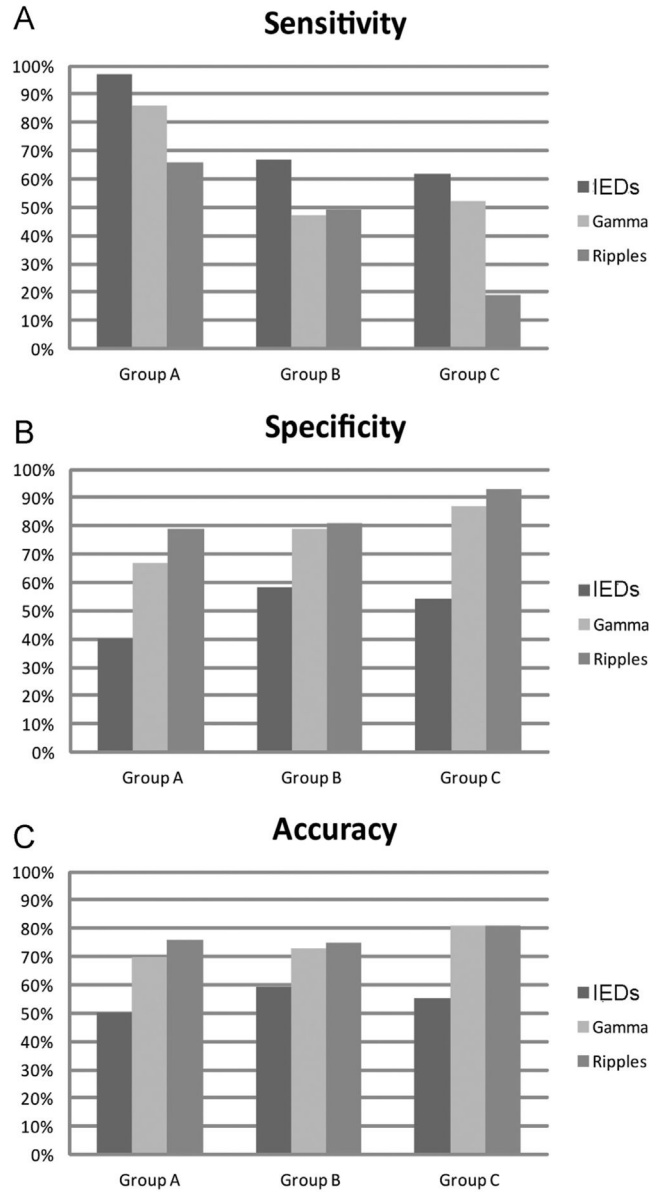 A
Sensitivity
100%
90%
80%
70%
60%
50%
40%
30%
20%
10%
0%
Group A Group B Group C
IEDs
Gamma
Ripples
B
Specificity
100%
90%
80%
70%
60%
50%
40%
30%
20%
10%
0%
Group A Group B Group C
IEDs
Gamma
Ripples
C
Accuracy
100%
90%
80%
70%
60%
50%
40%
30%
20%
10%
0%
Group A Group B Group C
IEDs
Gamma
Ripples